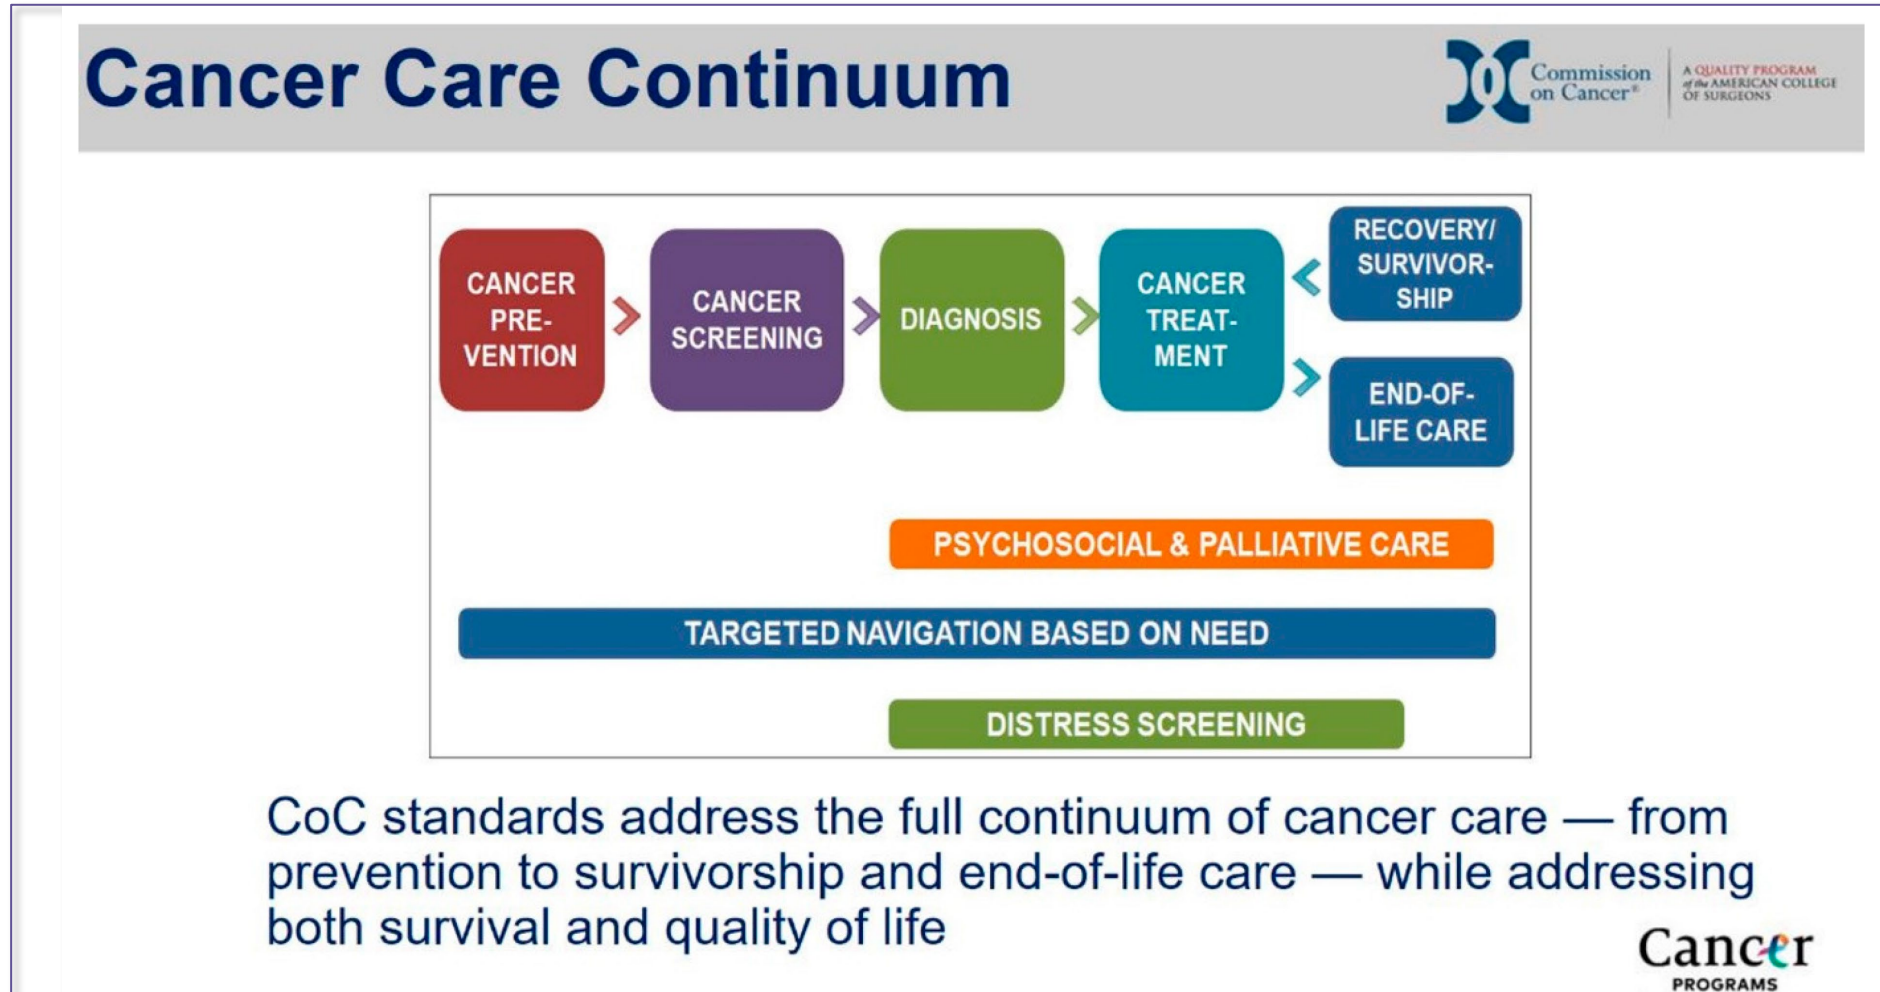 Cancer Care Continuum
Commission
on Cancer®
A QUALITY PROGRAM
of the AMERICAN COLLEGE
OF SURGEONS
CANCER
PRE-
VENTION
CANCER
SCREENING
DIAGNOSIS
CANCER
TREAT-
MENT
RECOVERY/
SURVIVOR-
SHIP
END-OF-
LIFE CARE
PSYCHOSOCIAL & PALLIATIVE CARE
TARGETED NAVIGATION BASED ON NEED
DISTRESS SCREENING
CoC standards address the full continuum of cancer care — from
prevention to survivorship and end-of-life care — while addressing
both survival and quality of life
Cancer
PROGRAMS